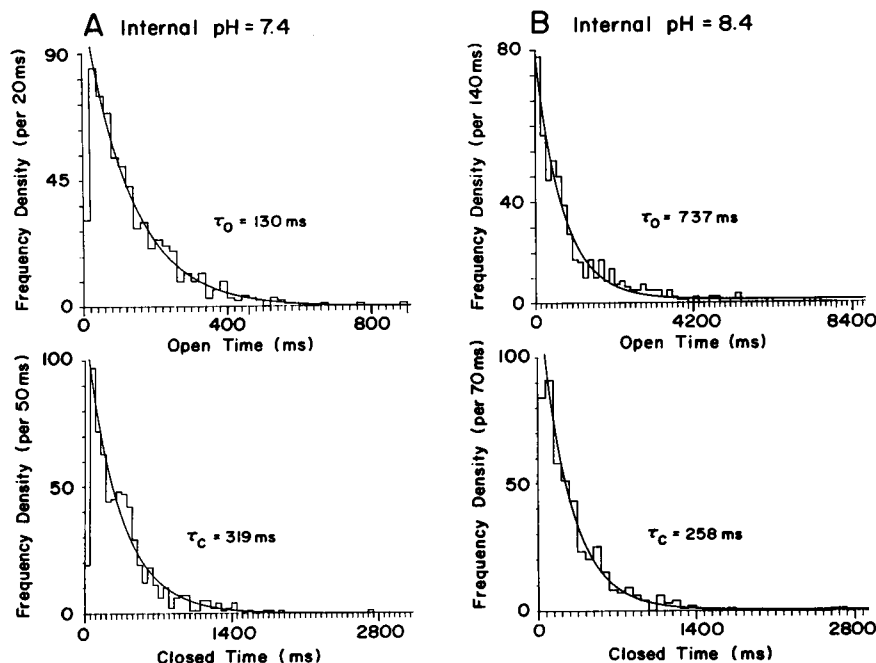 A Internal pH = 7.4
Frequency Density (per 20ms)
90
45
0
τO = 130 ms
0 400 800
Open Time (ms)
Frequency Density (per 50ms)
100
50
0
τC = 319 ms
0 1400 2800
Closed Time (ms)
B Internal pH = 8.4
Frequency Density (per 140ms)
80
40
0
τO = 737 ms
0 4200 8400
Open Time (ms)
Frequency Density (per 70ms)
100
50
0
τC = 258 ms
0 1400 2800
Closed Time (ms)